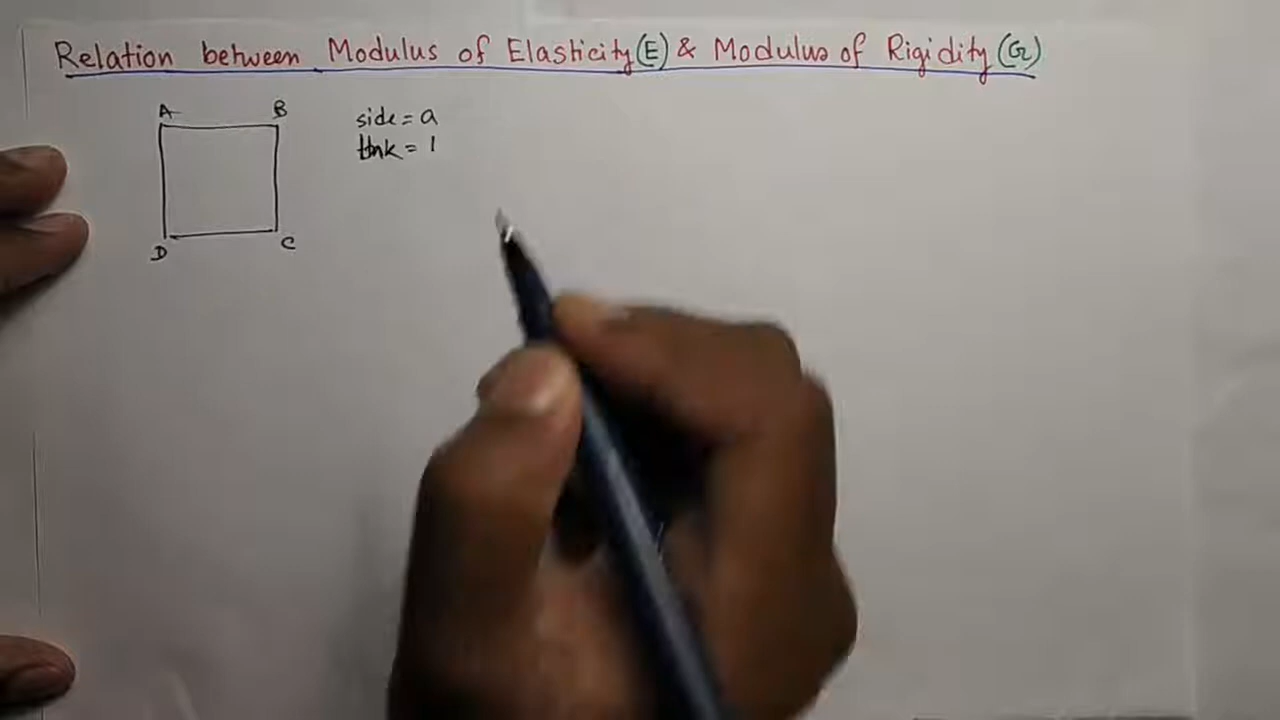 Relation between Modulus of Elasticity (E) & Modulus of Rigidity (G)
A B
side = a
thk = 1
D C